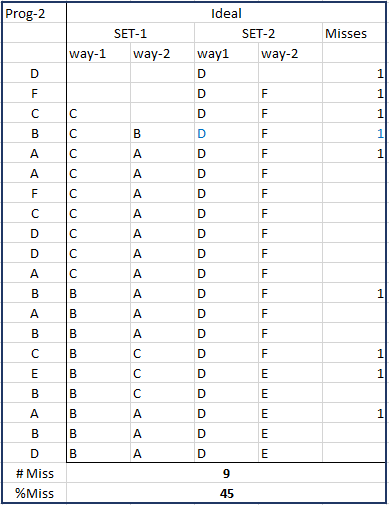 Prog-2 Ideal
SET-1 SET-2 Misses
way-1 way-2 way1 way-2
D D 1
F D F 1
C C D F 1
B C B D F 1
A C A D F 1
A C A D F
F C A D F
C C A D F
D C A D F
D C A D F
A C A D F
B B A D F 1
A B A D F
B B A D F
C B C D F 1
E B C D E 1
B B C D E
A B A D E 1
B B A D E
D B A D E
# Miss 9
%Miss 45